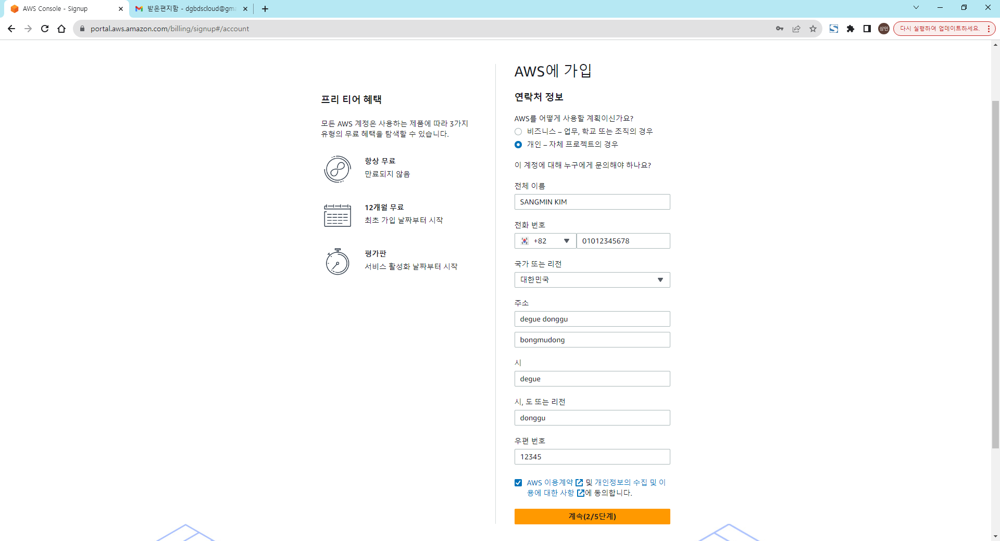 AWS Console - Signup
받은편지함 - dgbdscloud@gma
portal.aws.amazon.com/billing/signup#/account
상민
다시 실행하여 업데이트하세요.
프리 티어 혜택
모든 AWS 계정은 사용하는 제품에 따라 3가지
유형의 무료 혜택을 탐색할 수 있습니다.
항상 무료
만료되지 않음
12개월 무료
최초 가입 날짜부터 시작
평가판
서비스 활성화 날짜부터 시작
AWS에 가입
연락처 정보
AWS를 어떻게 사용할 계획이신가요?
비즈니스 – 업무, 학교 또는 조직의 경우
개인 – 자체 프로젝트의 경우
이 계정에 대해 누구에게 문의해야 하나요?
전체 이름
SANGMIN KIM
전화 번호
+82
01012345678
국가 또는 리전
대한민국
주소
degue donggu
bongmudong
시
degue
시, 도 또는 리전
donggu
우편 번호
12345
AWS 이용계약 및 개인정보의 수집 및 이
용에 대한 사항 에 동의합니다.
계속(2/5단계)